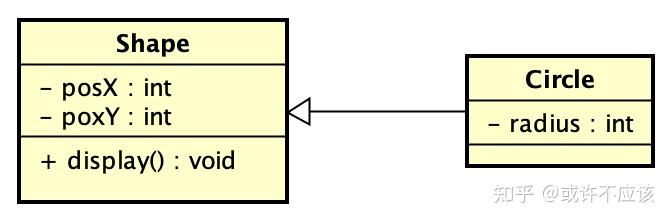 Shape
- posX : int
- poxY : int
+ display() : void
Circle
- radius : int
知乎 @或许不应该